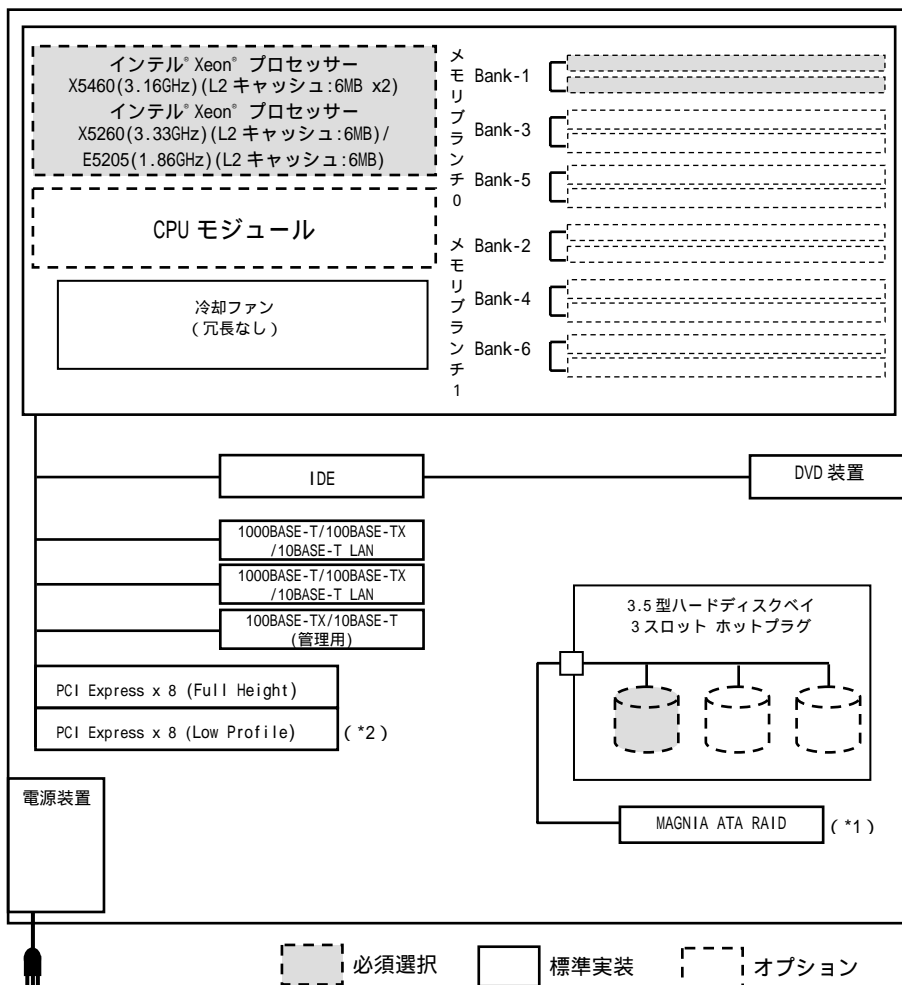 インテル® Xeon® プロセッサー
X5460(3.16GHz)(L2 キャッシュ:6MB x2)
インテル® Xeon® プロセッサー
X5260(3.33GHz)(L2 キャッシュ:6MB)/
E5205(1.86GHz)(L2 キャッシュ:6MB)
CPU モジュール
冷却ファン
(冗長なし)
メモリブランチ0
Bank-1
Bank-3
Bank-5
メモリブランチ1
Bank-2
Bank-4
Bank-6
IDE
DVD 装置
1000BASE-T/100BASE-TX
/10BASE-T LAN
1000BASE-T/100BASE-TX
/10BASE-T LAN
100BASE-TX/10BASE-T
(管理用)
PCI Express x 8 (Full Height)
PCI Express x 8 (Low Profile)
(*2)
3.5型ハードディスクベイ
3スロット ホットプラグ
MAGNIA ATA RAID
(*1)
電源装置
必須選択
標準実装
オプション